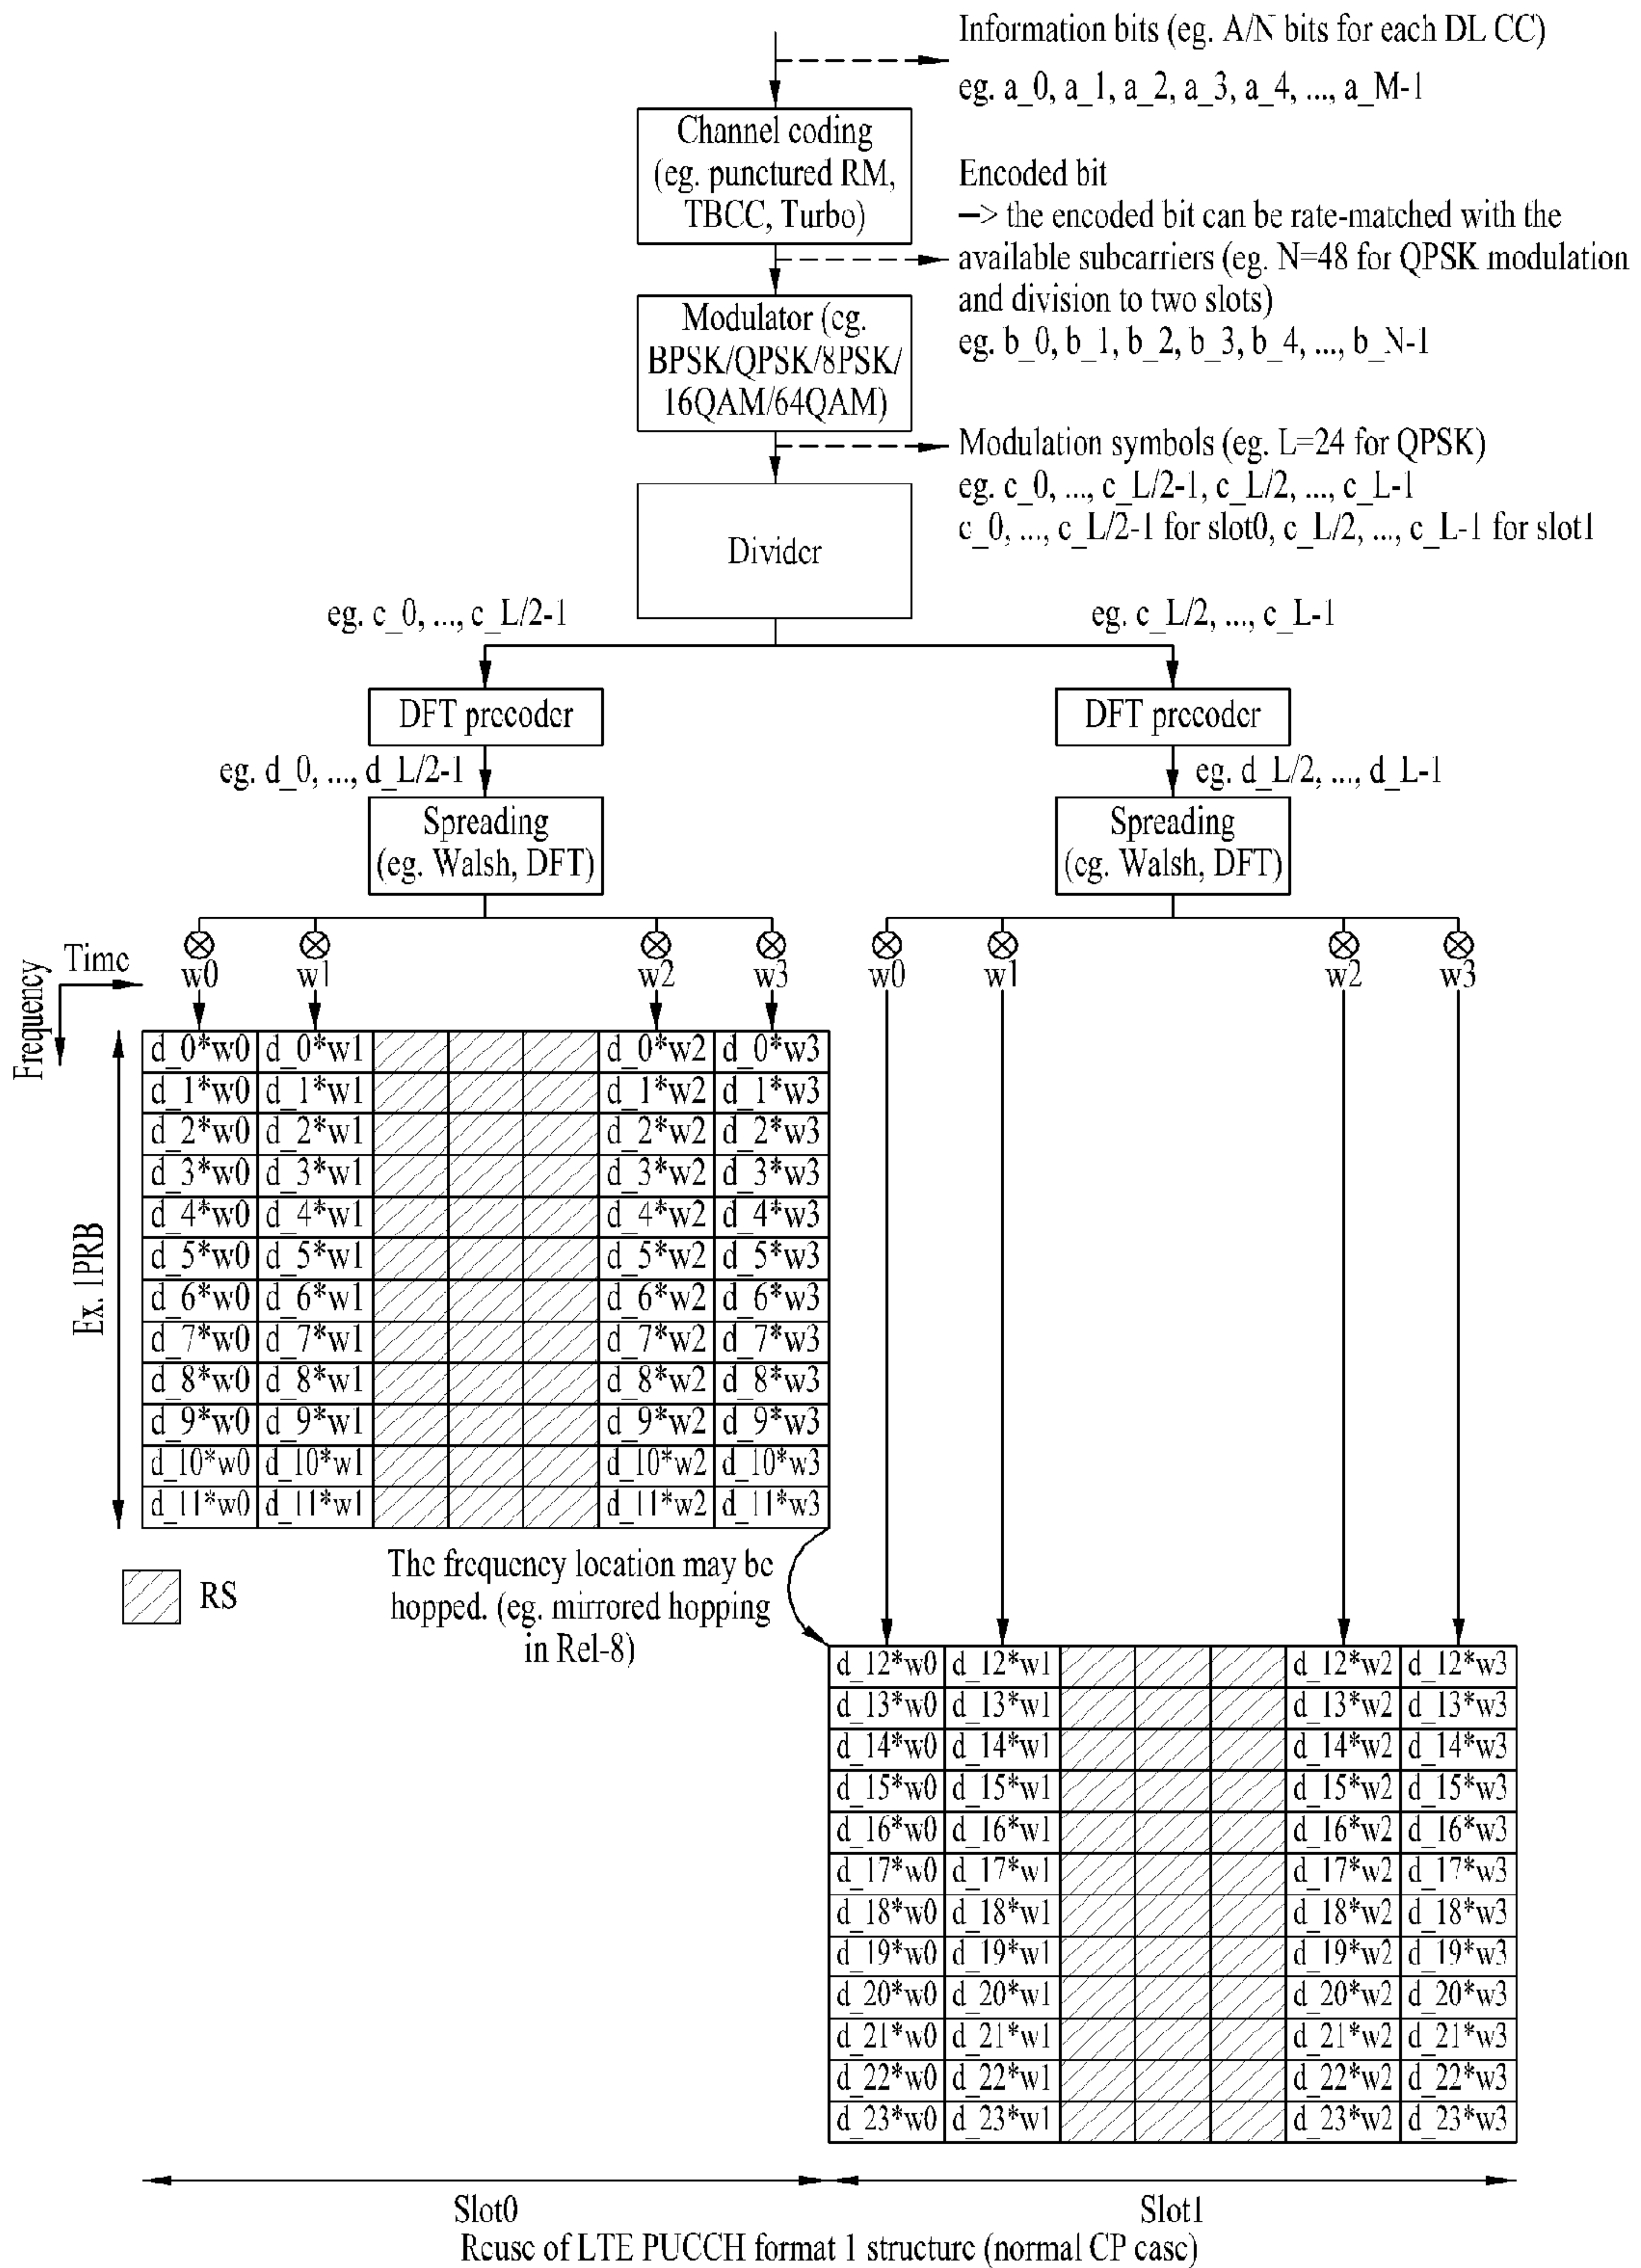 Information bits (eg. A/N bits for each DL CC)
eg. a_0, a_1, a_2, a_3, a_4, ..., a_M-1
Channel coding
(eg. punctured RM,
TBCC, Turbo)
Encoded bit
—> the encoded bit can be rate-matched with the
available subcarriers (eg. N=48 for QPSK modulation
and division to two slots)
eg. b_0, b_1, b_2, b_3, b_4, ..., b_N-1
Modulator (eg.
BPSK/QPSK/8PSK/
16QAM/64QAM)
Modulation symbols (eg. L=24 for QPSK)
eg. c_0, ..., c_L/2-1, c_L/2, ..., c_L-1
c_0, ..., c_L/2-1 for slot0, c_L/2, ..., c_L-1 for slot1
Divider
eg. c_0, ..., c_L/2-1
eg. c_L/2, ..., c_L-1
DFT precoder
DFT precoder
eg. d_0, ..., d_L/2-1
eg. d_L/2, ..., d_L-1
Spreading
(eg. Walsh, DFT)
Spreading
(eg. Walsh, DFT)
Time
Frequency
w0 w1 w2 w3 w0 w1 w2 w3
Ex. 1PRB
d_0*w0 d_0*w1 d_0*w2 d_0*w3
d_1*w0 d_1*w1 d_1*w2 d_1*w3
d_2*w0 d_2*w1 d_2*w2 d_2*w3
d_3*w0 d_3*w1 d_3*w2 d_3*w3
d_4*w0 d_4*w1 d_4*w2 d_4*w3
d_5*w0 d_5*w1 d_5*w2 d_5*w3
d_6*w0 d_6*w1 d_6*w2 d_6*w3
d_7*w0 d_7*w1 d_7*w2 d_7*w3
d_8*w0 d_8*w1 d_8*w2 d_8*w3
d_9*w0 d_9*w1 d_9*w2 d_9*w3
d_10*w0 d_10*w1 d_10*w2 d_10*w3
d_11*w0 d_11*w1 d_11*w2 d_11*w3
RS
The frequency location may be
hopped. (eg. mirrored hopping
in Rel-8)
d_12*w0 d_12*w1 d_12*w2 d_12*w3
d_13*w0 d_13*w1 d_13*w2 d_13*w3
d_14*w0 d_14*w1 d_14*w2 d_14*w3
d_15*w0 d_15*w1 d_15*w2 d_15*w3
d_16*w0 d_16*w1 d_16*w2 d_16*w3
d_17*w0 d_17*w1 d_17*w2 d_17*w3
d_18*w0 d_18*w1 d_18*w2 d_18*w3
d_19*w0 d_19*w1 d_19*w2 d_19*w3
d_20*w0 d_20*w1 d_20*w2 d_20*w3
d_21*w0 d_21*w1 d_21*w2 d_21*w3
d_22*w0 d_22*w1 d_22*w2 d_22*w3
d_23*w0 d_23*w1 d_23*w2 d_23*w3
Slot0
Slot1
Reuse of LTE PUCCH format 1 structure (normal CP case)